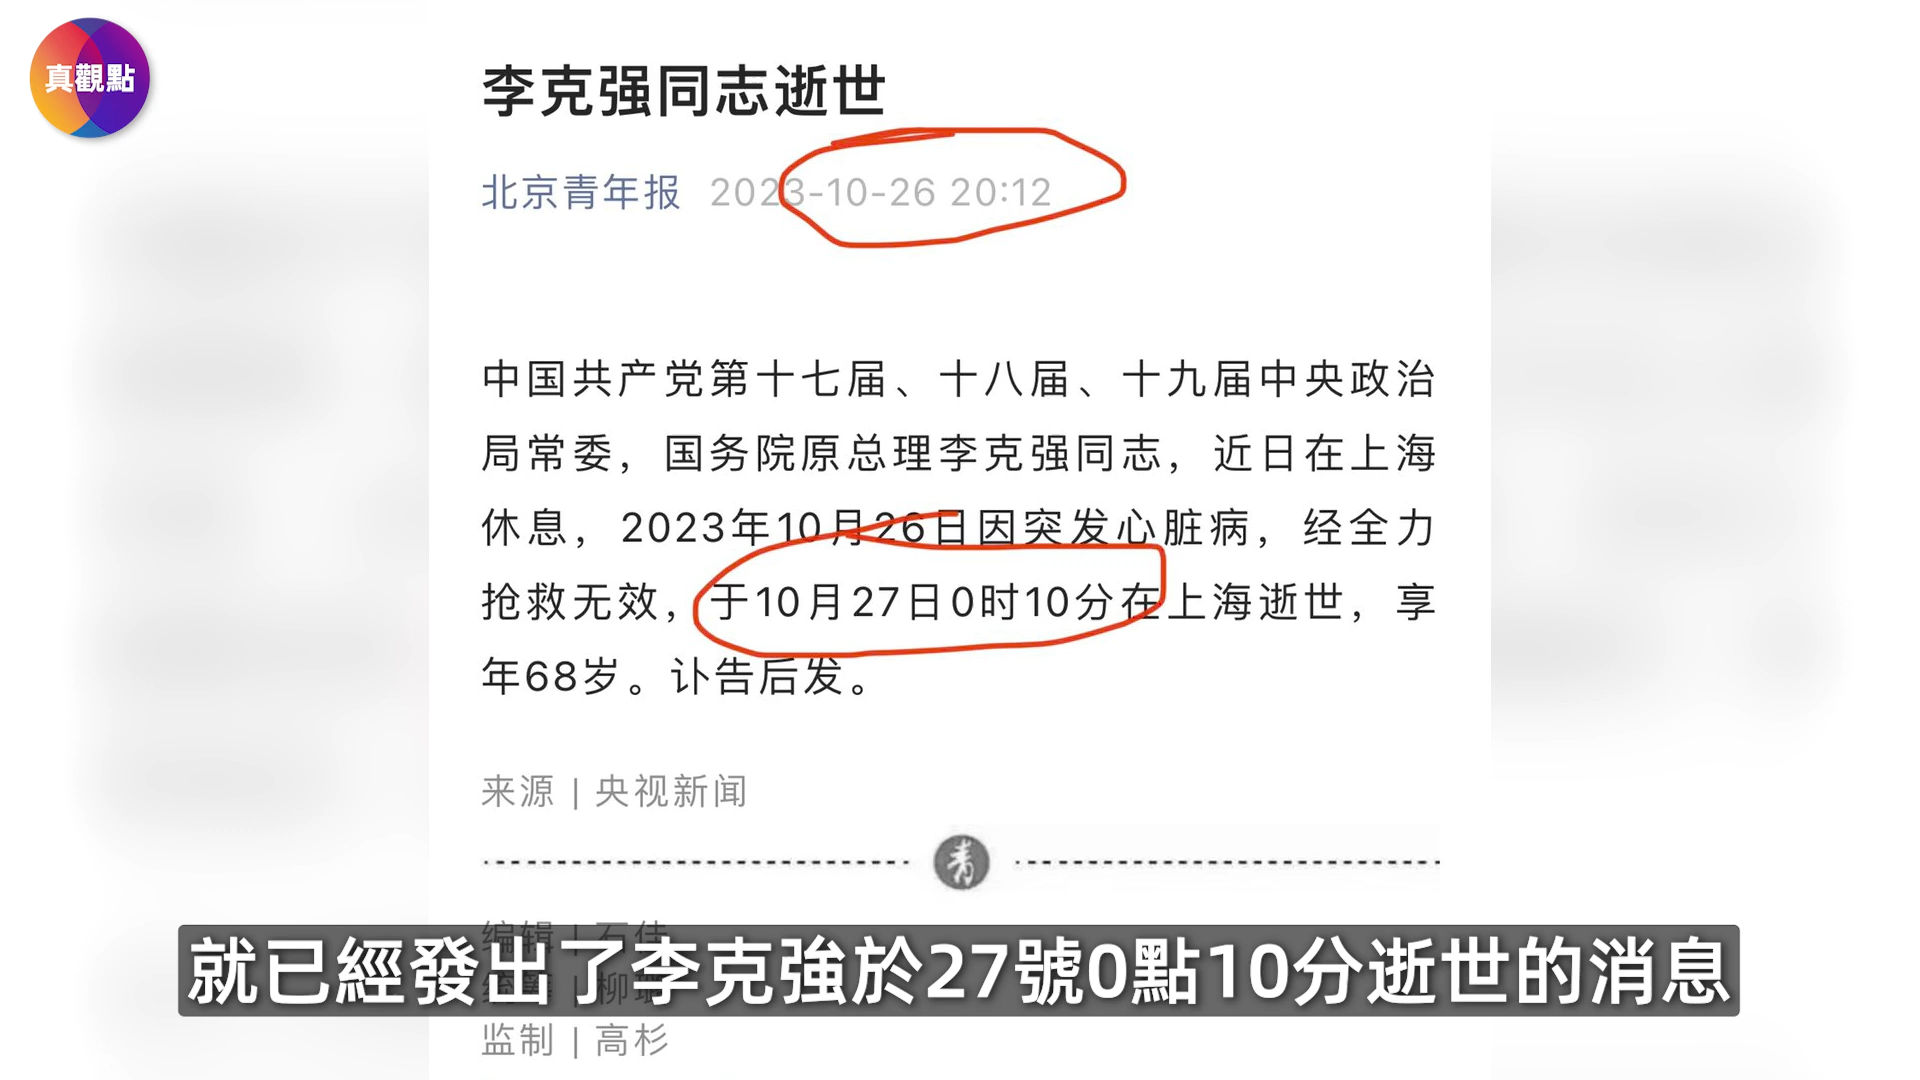 真觀點
李克强同志逝世
北京青年报 2023-10-26 20:12
中国共产党第十七届、十八届、十九届中央政治
局常委，国务院原总理李克强同志，近日在上海
休息，2023年10月26日因突发心脏病，经全力
抢救无效，于10月27日0时10分在上海逝世，享
年68岁。讣告后发。
来源 | 央视新闻
青
编辑 | 石佳
就已經發出了李克強於27號0點10分逝世的消息
监制 | 高杉